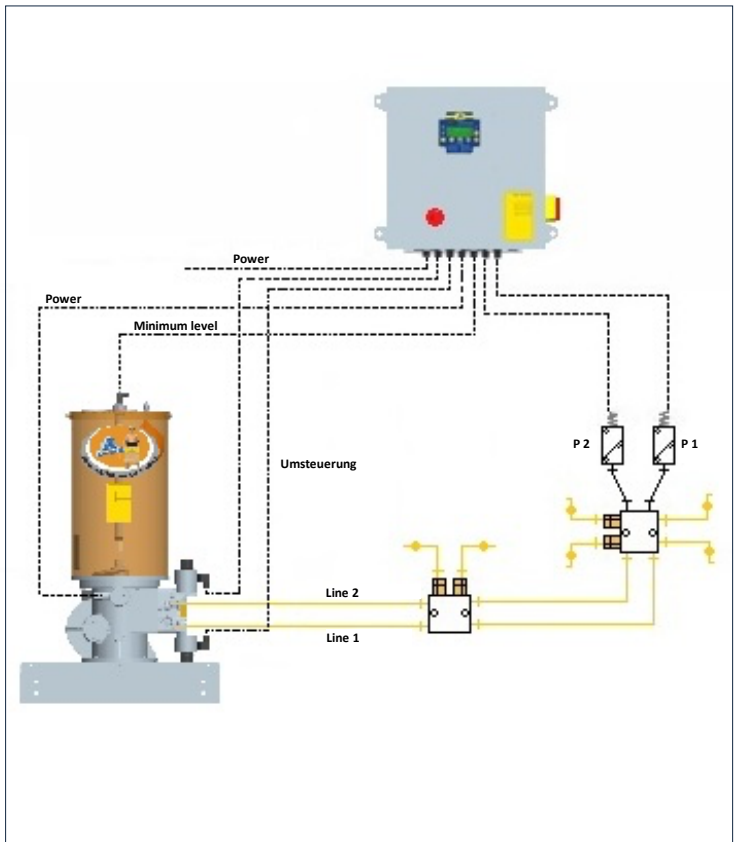 Power
Power
Minimum level
P 2
P 1
Umsteuerung
Line 2
Line 1